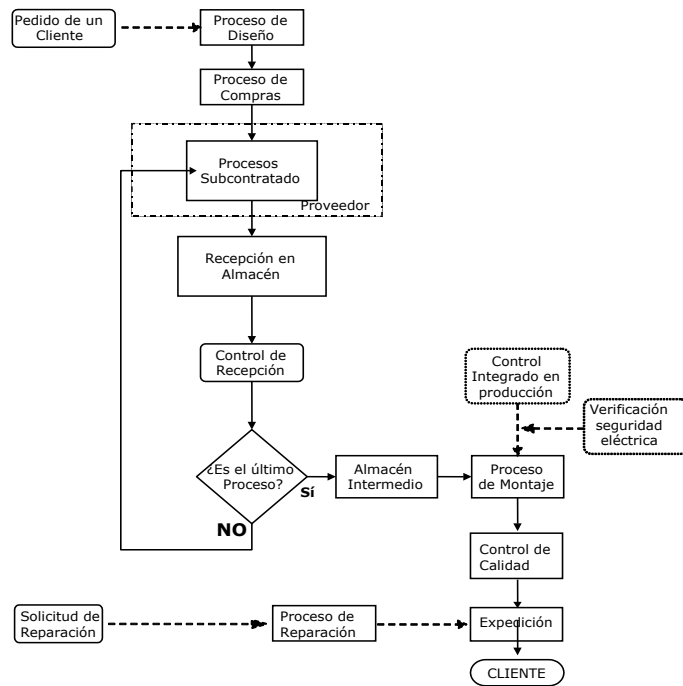 Pedido de un
Cliente
Proceso de
Diseño
Proceso de
Compras
Procesos
Subcontratado
Proveedor
Recepción en
Almacén
Control de
Recepción
Control
Integrado en
producción
Verificación
seguridad
eléctrica
¿Es el último
Proceso?
Sí
NO
Almacén
Intermedio
Proceso
de Montaje
Control de
Calidad
Solicitud de
Reparación
Proceso de
Reparación
Expedición
CLIENTE